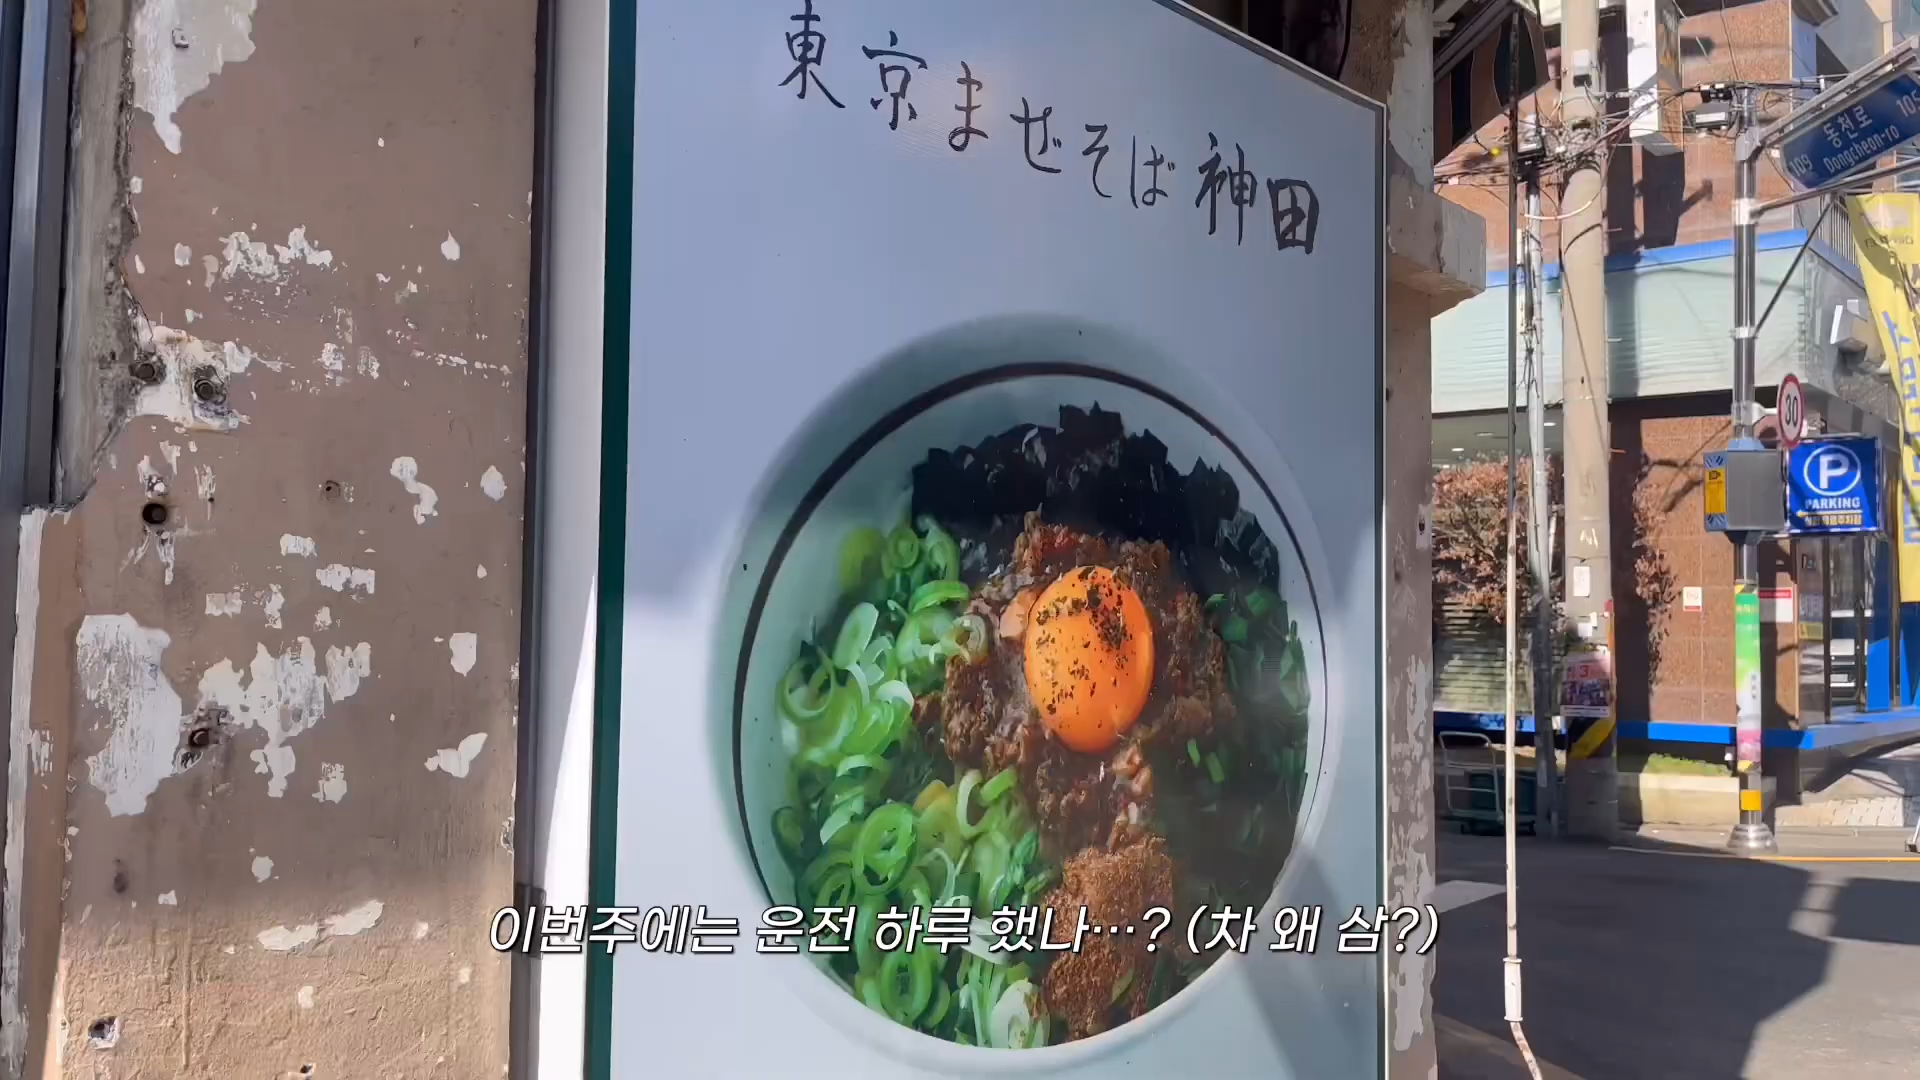 東京まぜそば神田
동천로 105
109 Dongcheon-ro
30
P
PARKING
이번주에는 운전 하루 했나…? (차 왜 삼?)